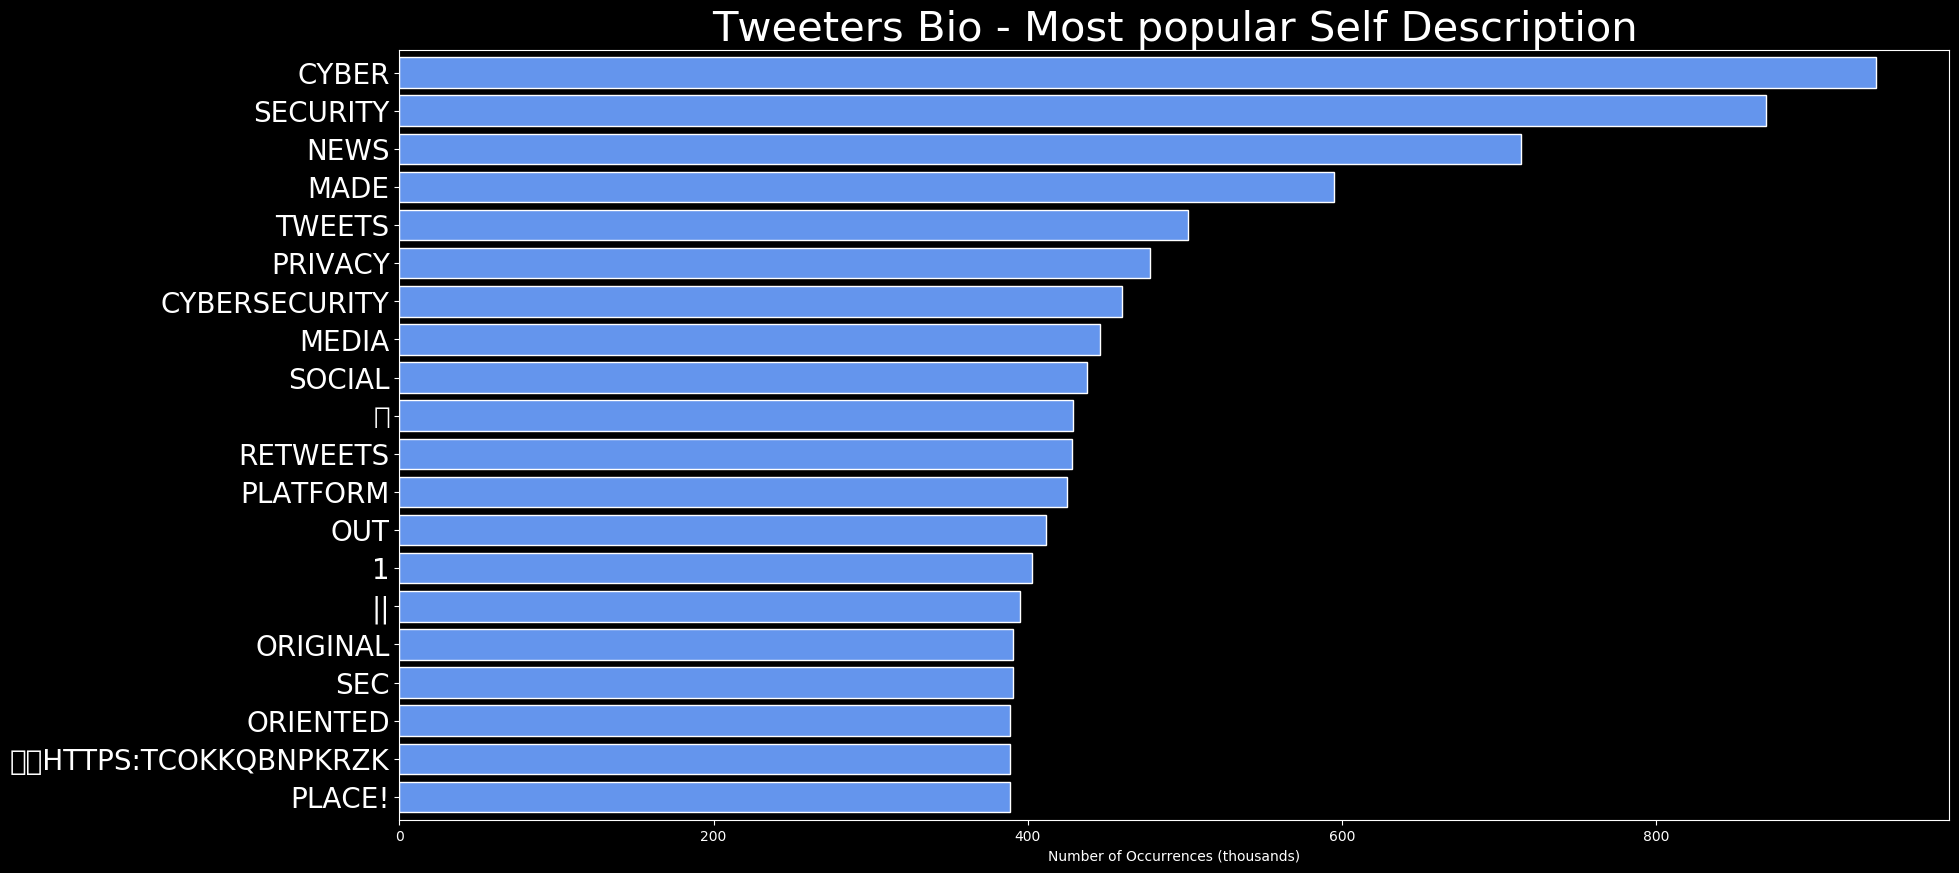 Tweeters Bio - Most popular Self Description
CYBER
SECURITY
NEWS
MADE
TWEETS
PRIVACY
CYBERSECURITY
MEDIA
SOCIAL
RETWEETS
PLATFORM
OUT
1
||
ORIGINAL
SEC
ORIENTED
HTTPS:TCOKKQBNPKRZK
PLACE!
0 200 400 600 800
Number of Occurrences (thousands)